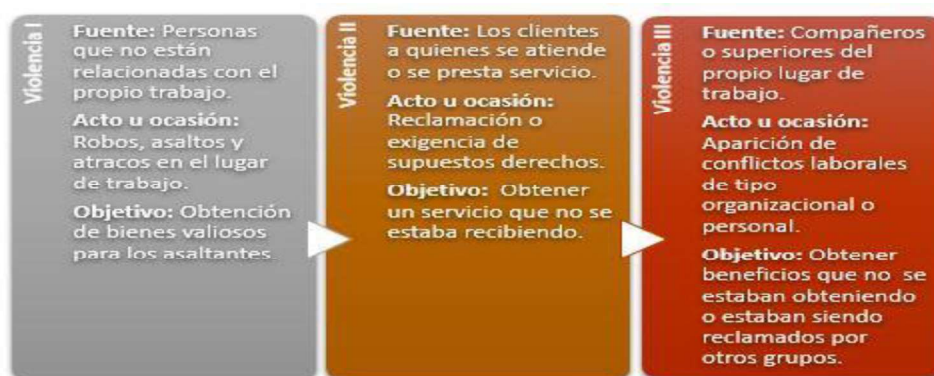 Violencia I
Fuente: Personas
que no están
relacionadas con el
propio trabajo.
Acto u ocasión:
Robos, asaltos y
atracos en el lugar
de trabajo.
Objetivo: Obtención
de bienes valiosos
para los asaltantes.
Violencia II
Fuente: Los clientes
a quienes se atiende
o se presta servicio.
Acto u ocasión:
Reclamación o
exigencia de
supuestos derechos.
Objetivo: Obtener
un servicio que no se
estaba recibiendo.
Violencia III
Fuente: Compañeros
o superiores del
propio lugar de
trabajo.
Acto u ocasión:
Aparición de
conflictos laborales
de tipo
organizacional o
personal.
Objetivo: Obtener
beneficios que no se
estaban obteniendo
o estaban siendo
reclamados por
otros grupos.